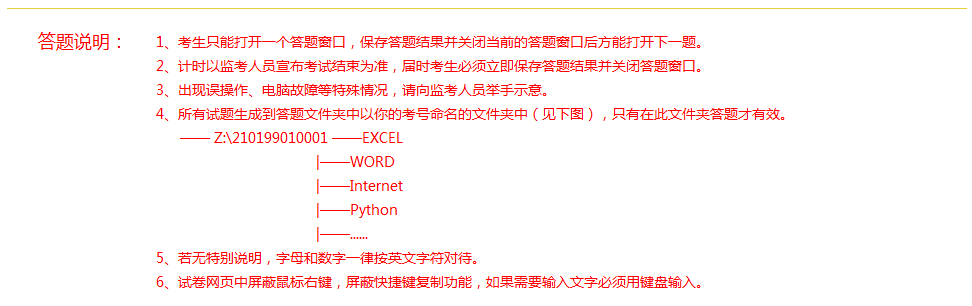 答题说明： 1、考生只能打开一个答题窗口，保存答题结果并关闭当前的答题窗口后方能打开下一题。
2、计时以监考人员宣布考试结束为准，届时考生必须立即保存答题结果并关闭答题窗口。
3、出现误操作、电脑故障等特殊情况，请向监考人员举手示意。
4、所有试题生成到答题文件夹中以你的考号命名的文件夹中（见下图），只有在此文件夹答题才有效。
—— Z:\210199010001 ——EXCEL
|——WORD
|——Internet
|——Python
|——......
5、若无特别说明，字母和数字一律按英文字符对待。
6、试卷网页中屏蔽鼠标右键，屏蔽快捷键复制功能，如果需要输入文字必须用键盘输入。